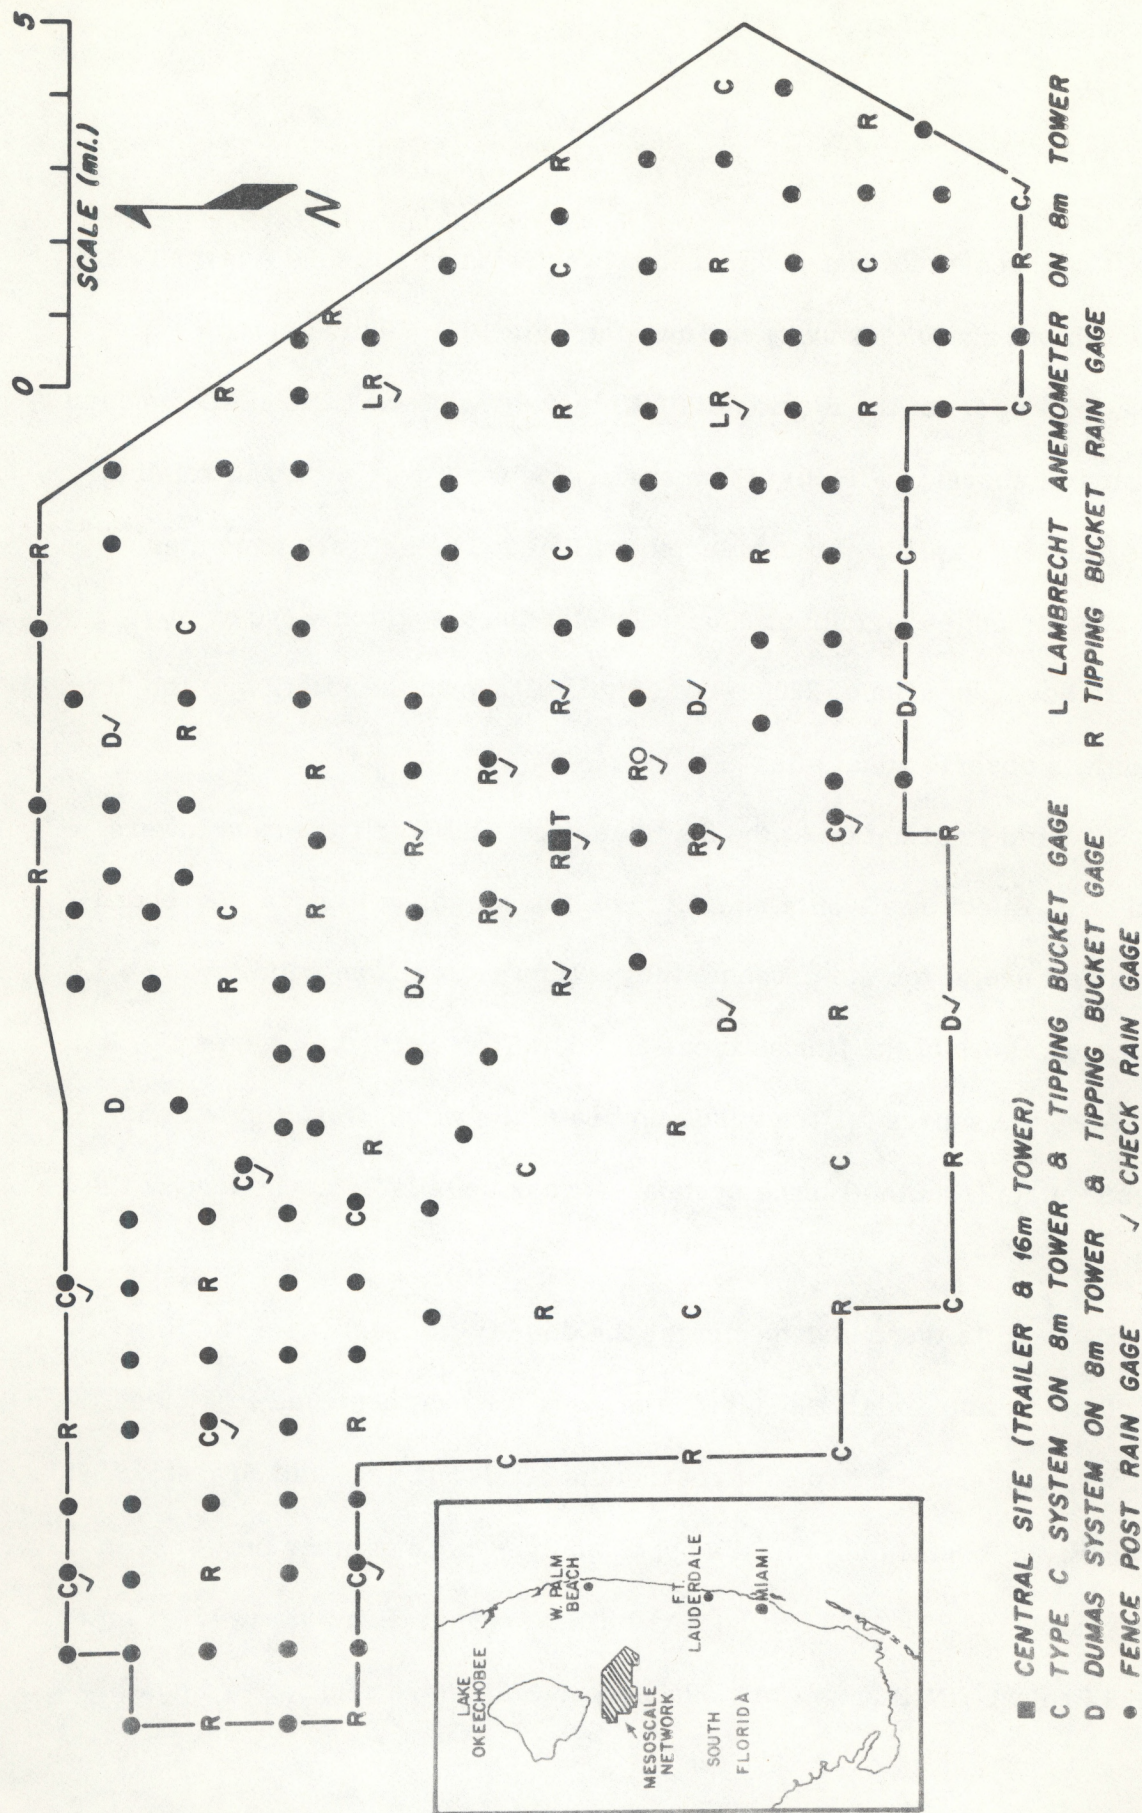 0 5
SCALE (mi.)
N
R R
C✓ R C✓
D D✓
R C
R R C✓ R
C✓
R C R
R R R
R C✓ R C
R LR✓
D✓ R✓
R✓ R✓
C
C
R
R✓ R T ✓ R✓ C R C R
R✓
R
R C
R✓ D✓
D✓ LR✓ R C
R
C R C R C✓
R C R
D✓ C
C R D✓ R
C R C✓
LAKE
OKEECHOBEE
W. PALM
BEACH
MESOSCALE
NETWORK
FT.
LAUDERDALE
SOUTH
FLORIDA
MIAMI
■ CENTRAL SITE (TRAILER & 16m TOWER)
C TYPE C SYSTEM ON 8m TOWER & TIPPING BUCKET GAGE
D DUMAS SYSTEM ON 8m TOWER & TIPPING BUCKET GAGE
● FENCE POST RAIN GAGE ✓ CHECK RAIN GAGE
L LAMBRECHT ANEMOMETER ON 8m TOWER
R TIPPING BUCKET RAIN GAGE